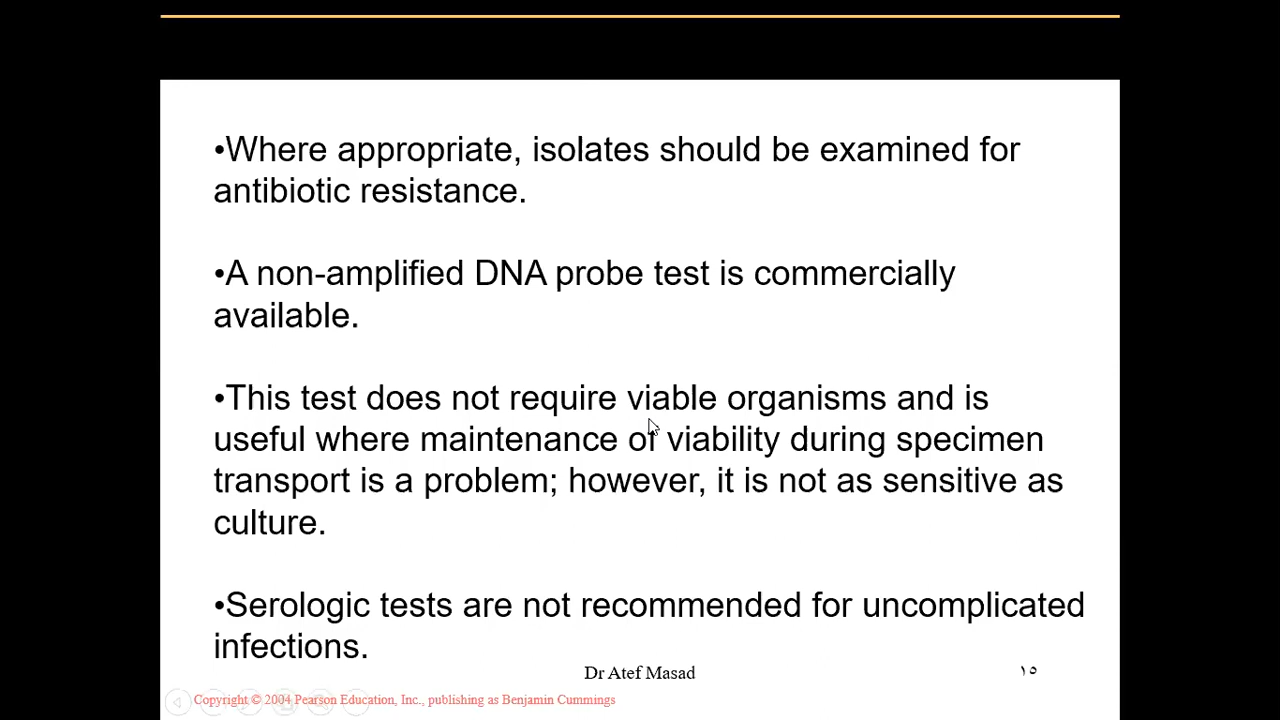 •Where appropriate, isolates should be examined for
antibiotic resistance.
•A non-amplified DNA probe test is commercially
available.
•This test does not require viable organisms and is
useful where maintenance of viability during specimen
transport is a problem; however, it is not as sensitive as
culture.
•Serologic tests are not recommended for uncomplicated
infections.
Dr Atef Masad
١٥
Copyright © 2004 Pearson Education, Inc., publishing as Benjamin Cummings